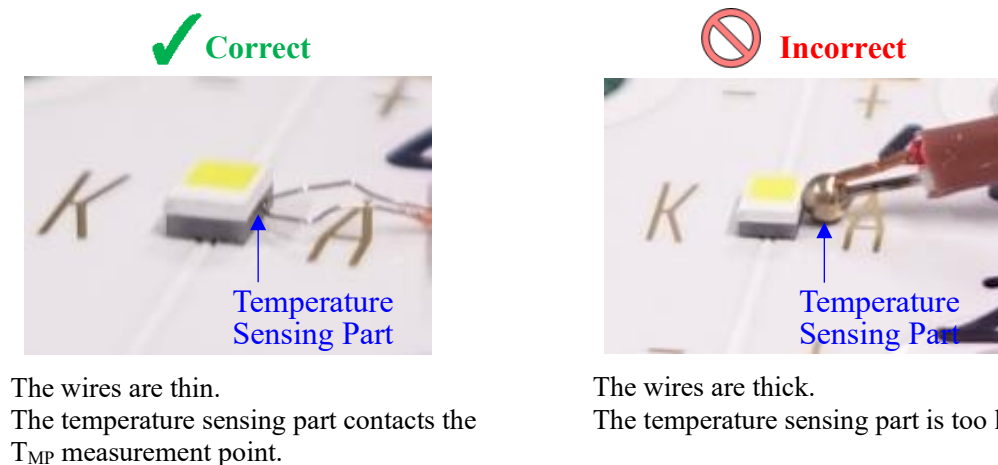 Correct
Incorrect
K
A
+
Temperature
Sensing Part
K
A
−
+
Temperature
Sensing Part
The wires are thin.
The temperature sensing part contacts the
T_MP measurement point.
The wires are thick.
The temperature sensing part is too